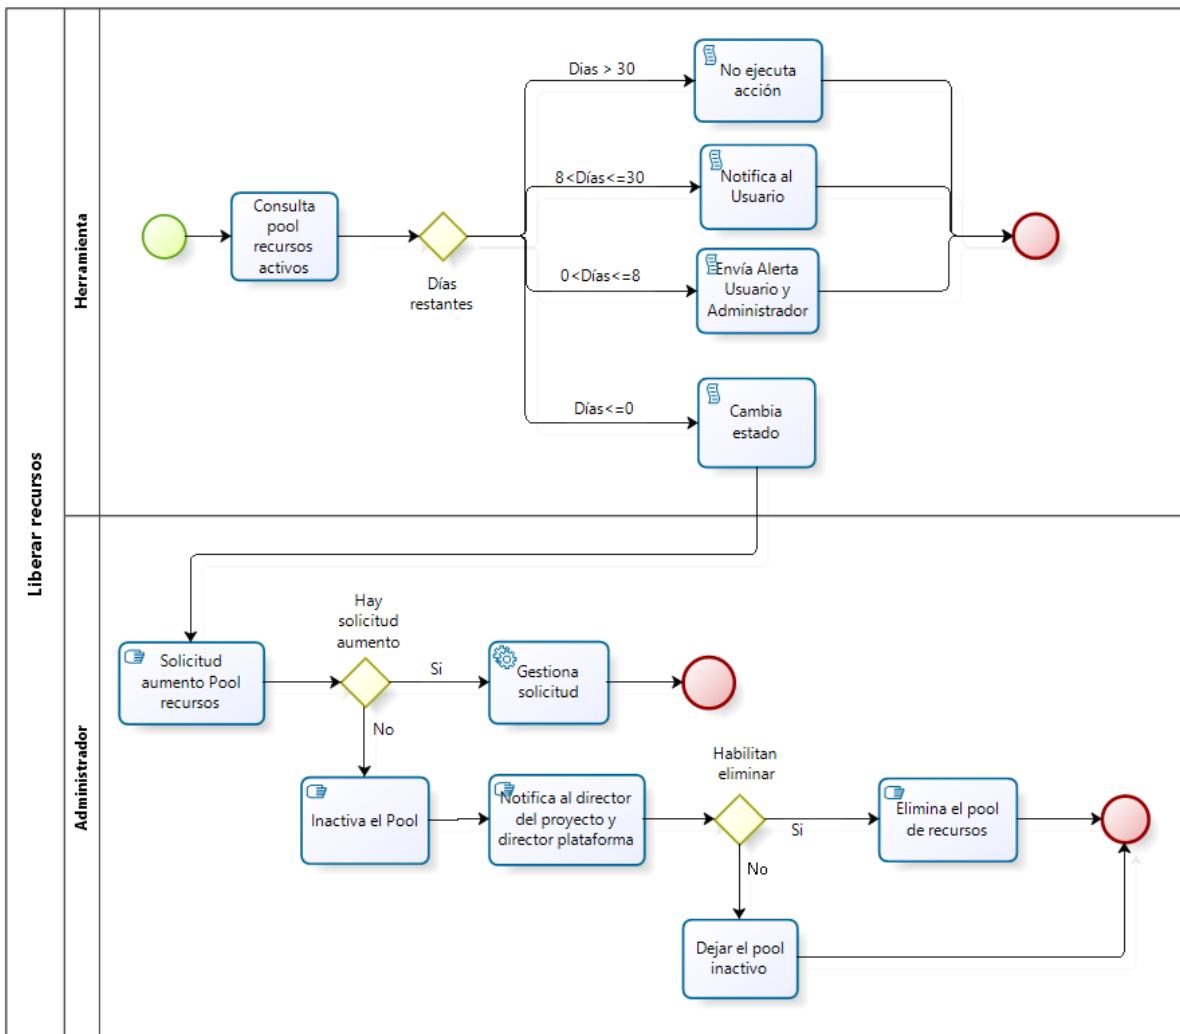 Liberar recursos
Herramienta
Consulta
pool
recursos
activos
Días
restantes
Dias > 30
No ejecuta
acción
8<Días<=30
Notifica al
Usuario
0<Días<=8
Envía Alerta
Usuario y
Administrador
Días<=0
Cambia
estado
Administrador
Solicitud
aumento Pool
recursos
Hay
solicitud
aumento
Si
Gestiona
solicitud
No
Inactiva el Pool
Notifica al director
del proyecto y
director plataforma
Habilitan
eliminar
Si
Elimina el pool
de recursos
No
Dejar el pool
inactivo